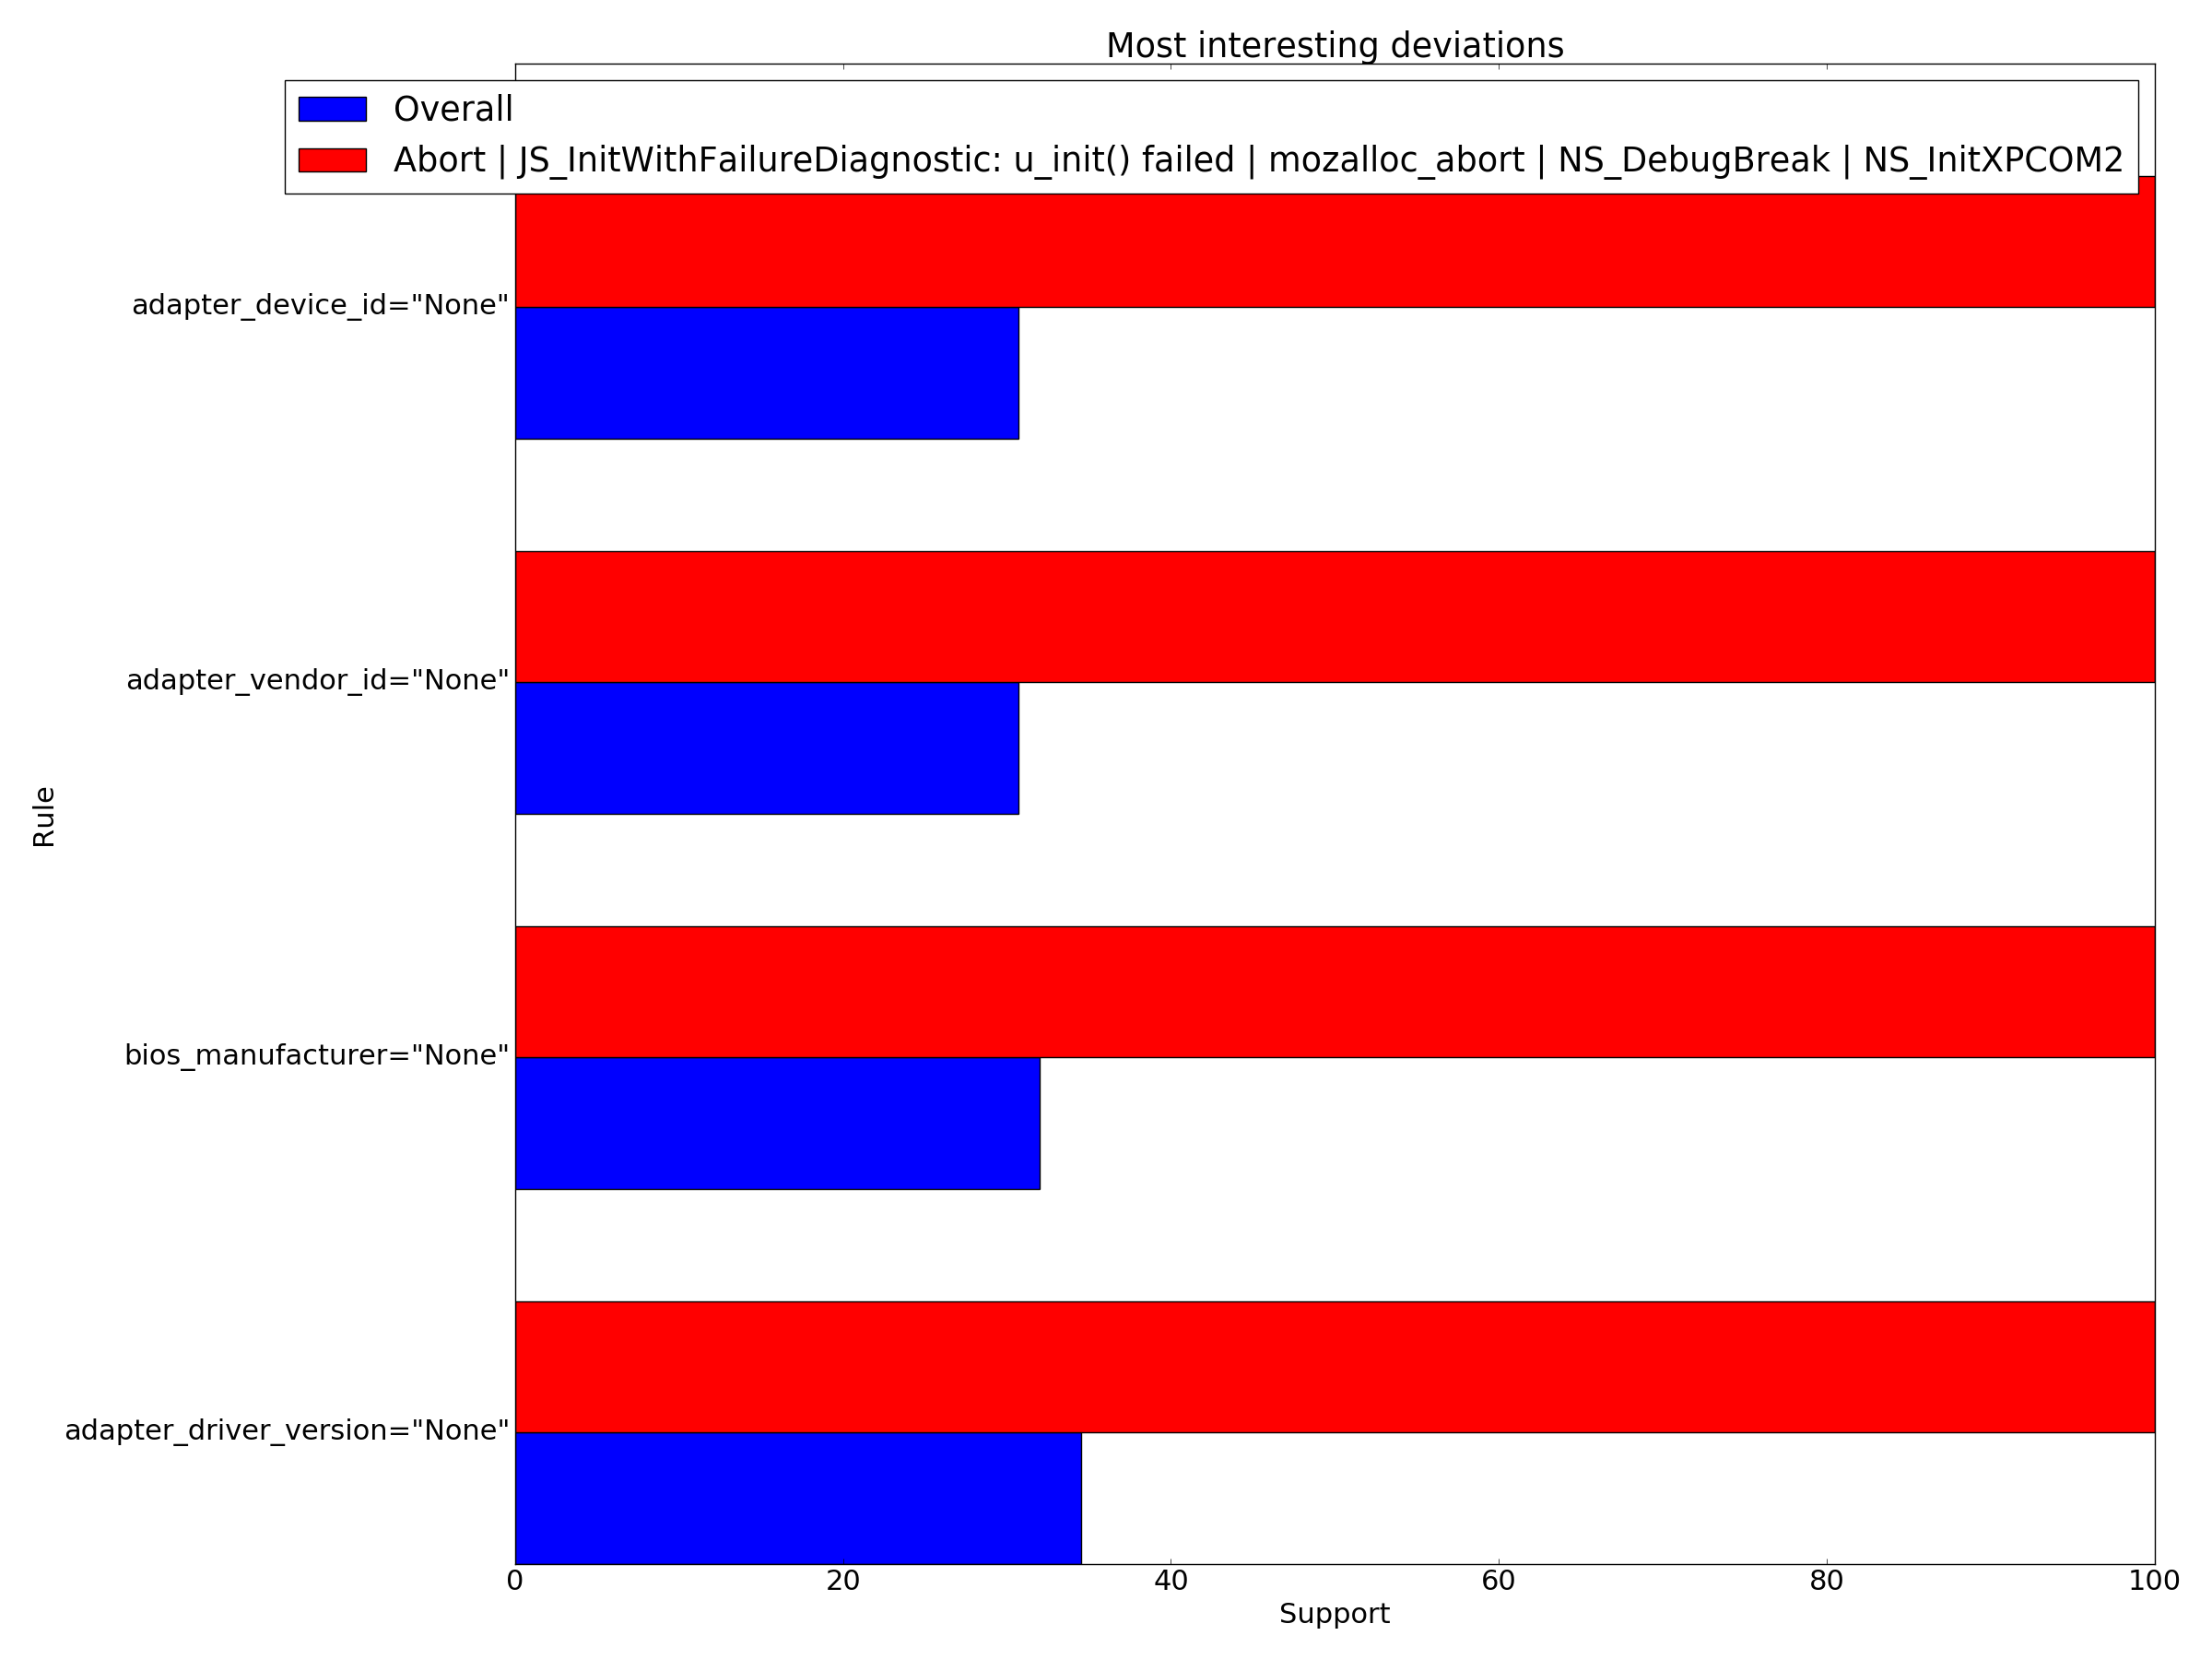 Most interesting deviations
Overall
Abort | JS_InitWithFailureDiagnostic: u_init() failed | mozalloc_abort | NS_DebugBreak | NS_InitXPCOM2
adapter_device_id="None"
adapter_vendor_id="None"
Rule
bios_manufacturer="None"
adapter_driver_version="None"
0 20 40 60 80 100
Support